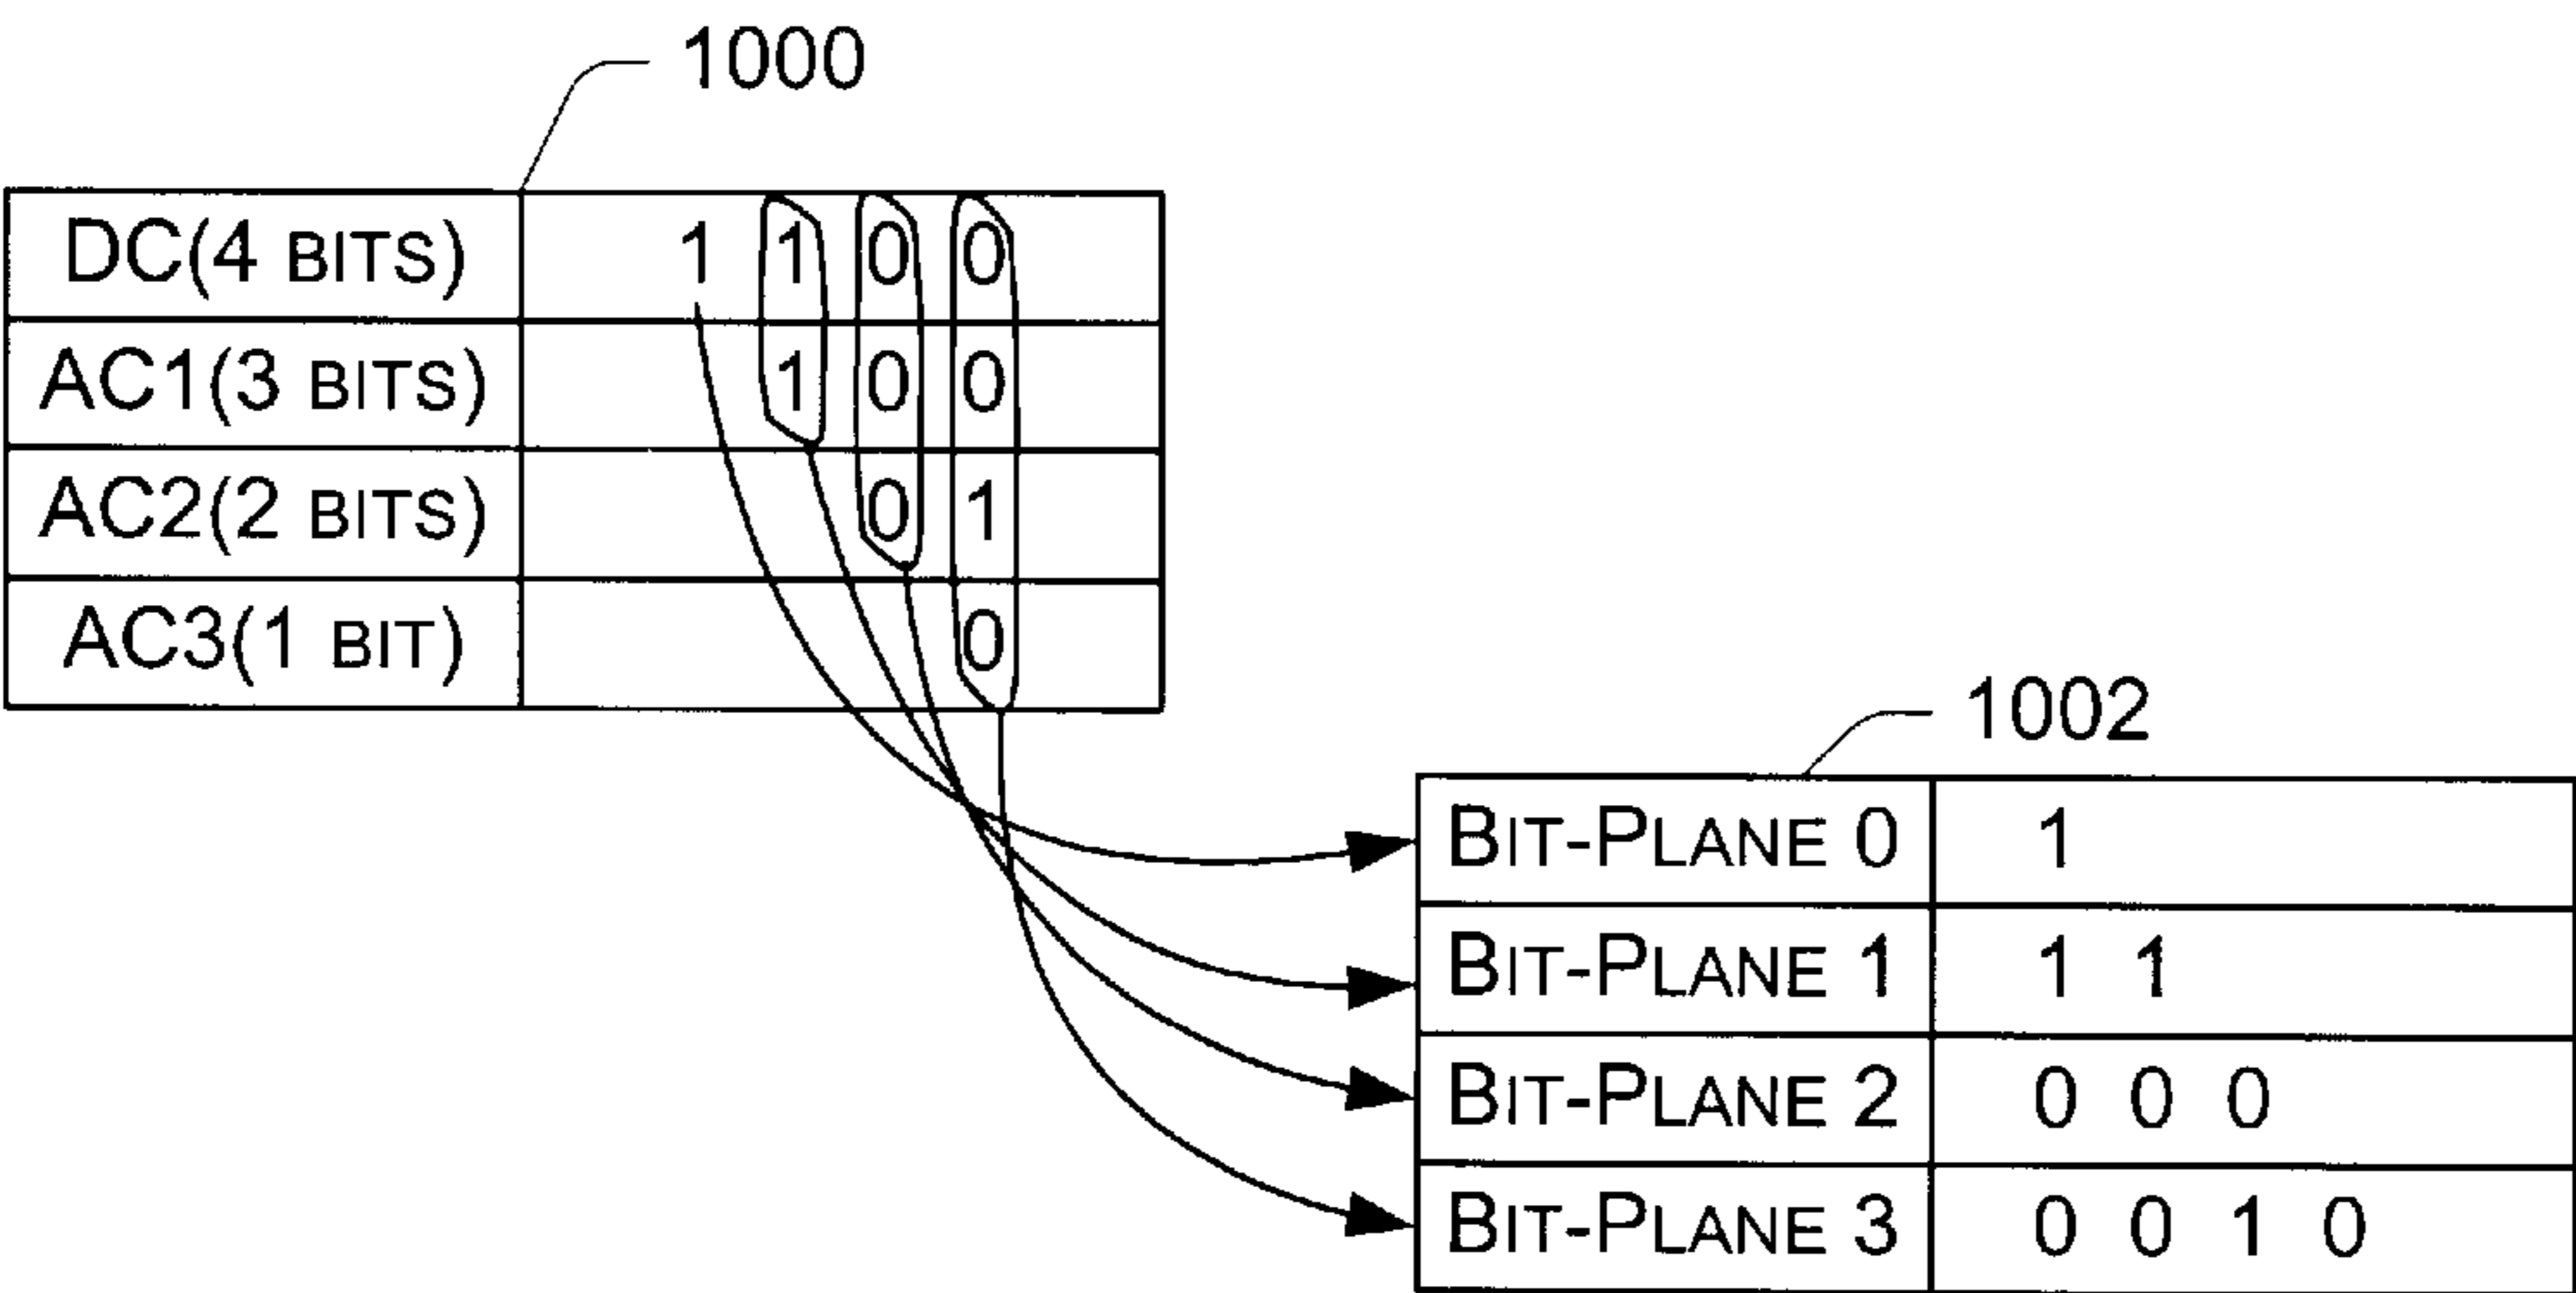 1000
DC(4 BITS) 1 1 0 0
AC1(3 BITS) 1 0 0
AC2(2 BITS) 0 1
AC3(1 BIT) 0
1002
BIT-PLANE 0 1
BIT-PLANE 1 1 1
BIT-PLANE 2 0 0 0
BIT-PLANE 3 0 0 1 0